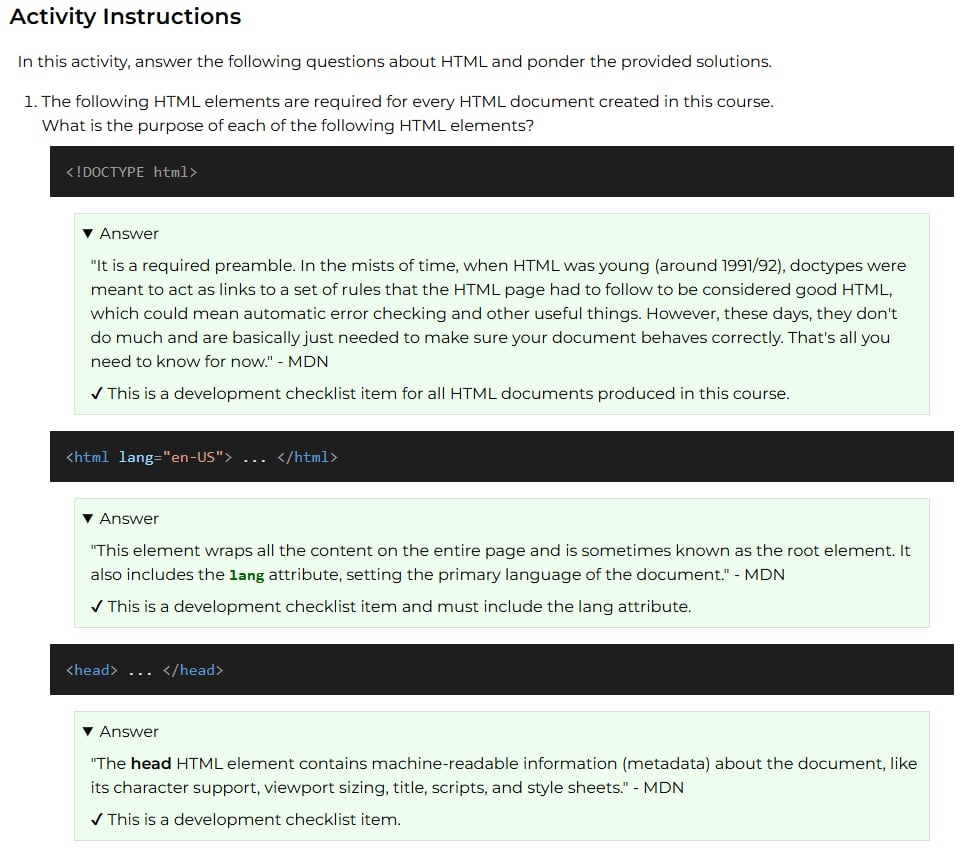 Activity Instructions
In this activity, answer the following questions about HTML and ponder the provided solutions.
1. The following HTML elements are required for every HTML document created in this course.
What is the purpose of each of the following HTML elements?
<!DOCTYPE html>
▼ Answer
"It is a required preamble. In the mists of time, when HTML was young (around 1991/92), doctypes were
meant to act as links to a set of rules that the HTML page had to follow to be considered good HTML,
which could mean automatic error checking and other useful things. However, these days, they don't
do much and are basically just needed to make sure your document behaves correctly. That's all you
need to know for now." - MDN
✓ This is a development checklist item for all HTML documents produced in this course.
<html lang="en-US"> ... </html>
▼ Answer
"This element wraps all the content on the entire page and is sometimes known as the root element. It
also includes the lang attribute, setting the primary language of the document." - MDN
✓ This is a development checklist item and must include the lang attribute.
<head> ... </head>
▼ Answer
"The head HTML element contains machine-readable information (metadata) about the document, like
its character support, viewport sizing, title, scripts, and style sheets." - MDN
✓ This is a development checklist item.